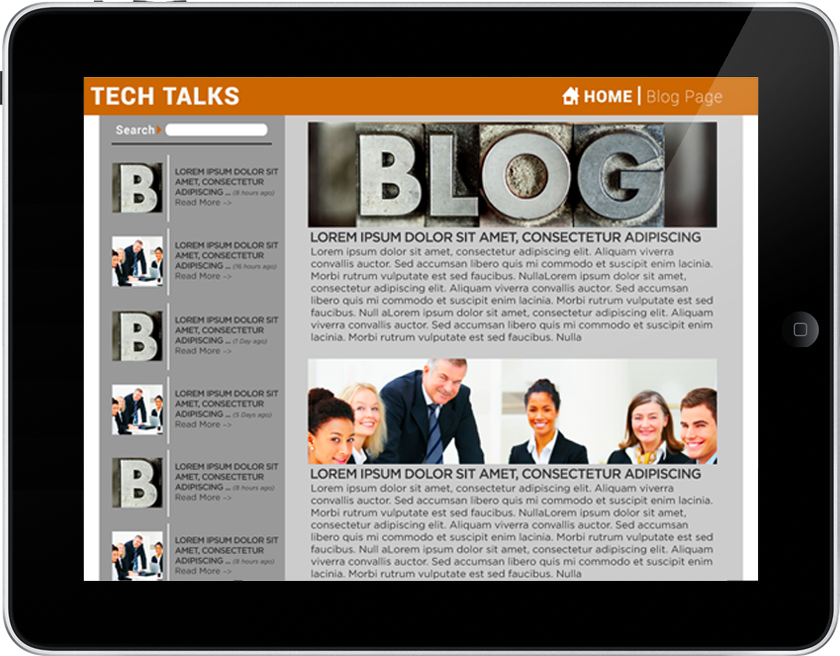 TECH TALKS
HOME | Blog Page
Search
LOREM IPSUM DOLOR SIT
AMET, CONSECTETUR
ADIPISCING ... (8 hours ago)
Read More ->
LOREM IPSUM DOLOR SIT
AMET, CONSECTETUR
ADIPISCING ... (16 hours ago)
Read More ->
LOREM IPSUM DOLOR SIT
AMET, CONSECTETUR
ADIPISCING ... (1 Day ago)
Read More ->
LOREM IPSUM DOLOR SIT
AMET, CONSECTETUR
ADIPISCING ... (5 Days ago)
Read More ->
LOREM IPSUM DOLOR SIT
AMET, CONSECTETUR
ADIPISCING ... (8 hours ago)
Read More ->
LOREM IPSUM DOLOR SIT
AMET, CONSECTETUR
ADIPISCING ... (8 hours ago)
Read More ->
B
B
B
BLOG
LOREM IPSUM DOLOR SIT AMET, CONSECTETUR ADIPISCING
Lorem ipsum dolor sit amet, consectetur adipiscing elit. Aliquam viverra
convallis auctor. Sed accumsan libero quis mi commodo et suscipit enim lacinia.
Morbi rutrum vulputate est sed faucibus. NullaLorem ipsum dolor sit amet,
consectetur adipiscing elit. Aliquam viverra convallis auctor. Sed accumsan
libero quis mi commodo et suscipit enim lacinia. Morbi rutrum vulputate est sed
faucibus. Null aLorem ipsum dolor sit amet, consectetur adipiscing elit. Aliquam
viverra convallis auctor. Sed accumsan libero quis mi commodo et suscipit enim
lacinia. Morbi rutrum vulputate est sed faucibus. Nulla
LOREM IPSUM DOLOR SIT AMET, CONSECTETUR ADIPISCING
Lorem ipsum dolor sit amet, consectetur adipiscing elit. Aliquam viverra
convallis auctor. Sed accumsan libero quis mi commodo et suscipit enim lacinia.
Morbi rutrum vulputate est sed faucibus. NullaLorem ipsum dolor sit amet,
consectetur adipiscing elit. Aliquam viverra convallis auctor. Sed accumsan
libero quis mi commodo et suscipit enim lacinia. Morbi rutrum vulputate est sed
faucibus. Null aLorem ipsum dolor sit amet, consectetur adipiscing elit. Aliquam
viverra convallis auctor. Sed accumsan libero quis mi commodo et suscipit enim
lacinia. Morbi rutrum vulputate est sed faucibus. Nulla